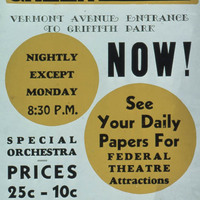 VERMONT AVENUE ENTRANCE
TO GRIFFITH PARK
NIGHTLY
EXCEPT
MONDAY
8:30 P.M.
NOW!
See
Your Daily
Papers For
FEDERAL
THEATRE
Attractions
SPECIAL
ORCHESTRA
PRICES
25c - 10c